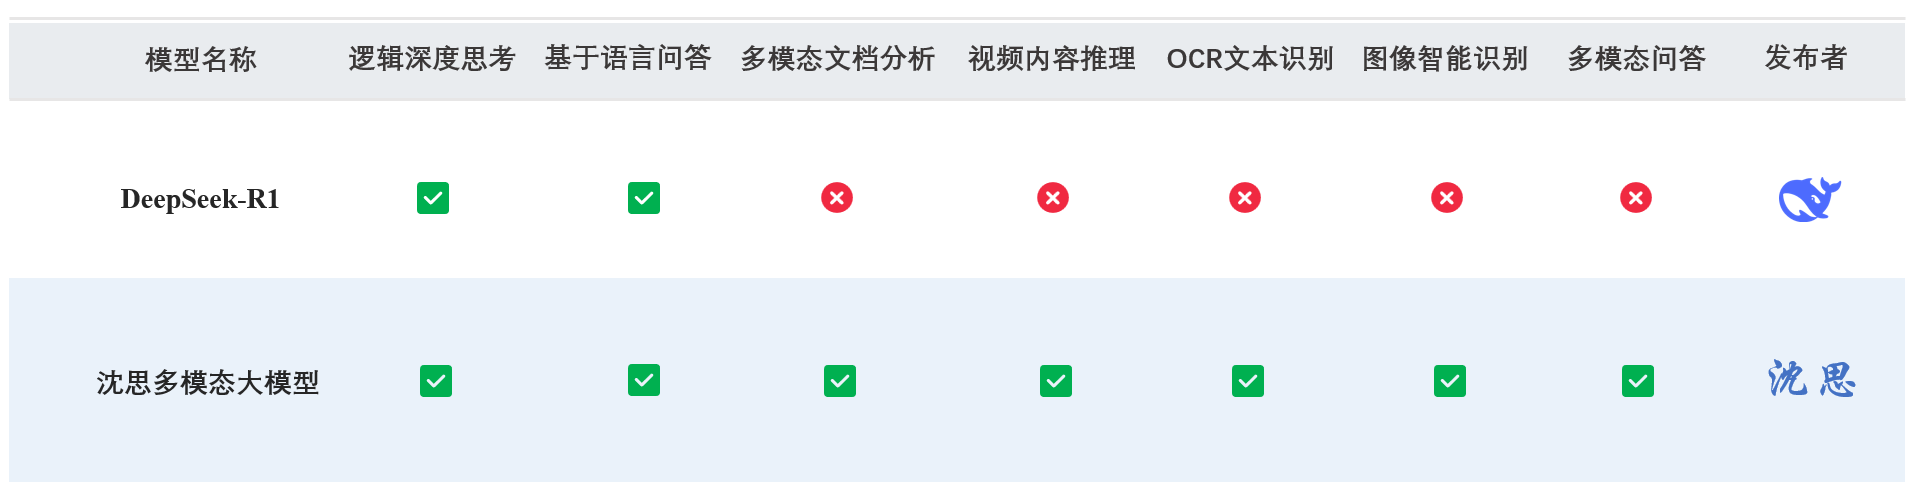 模型名称 逻辑深度思考 基于语言问答 多模态文档分析 视频内容推理 OCR文本识别 图像智能识别 多模态问答 发布者
DeepSeek-R1
沈思多模态大模型 沈思